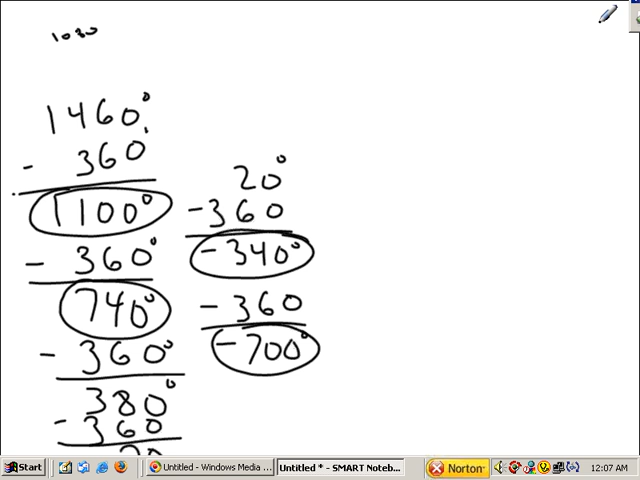 1030
1460°
- 360
1100°
- 360°
740°
- 360°
380°
- 360
20°
-360
-340°
-360
-700°
Start
Untitled - Windows Media ...
Untitled * - SMART Noteb...
Norton
12:07 AM